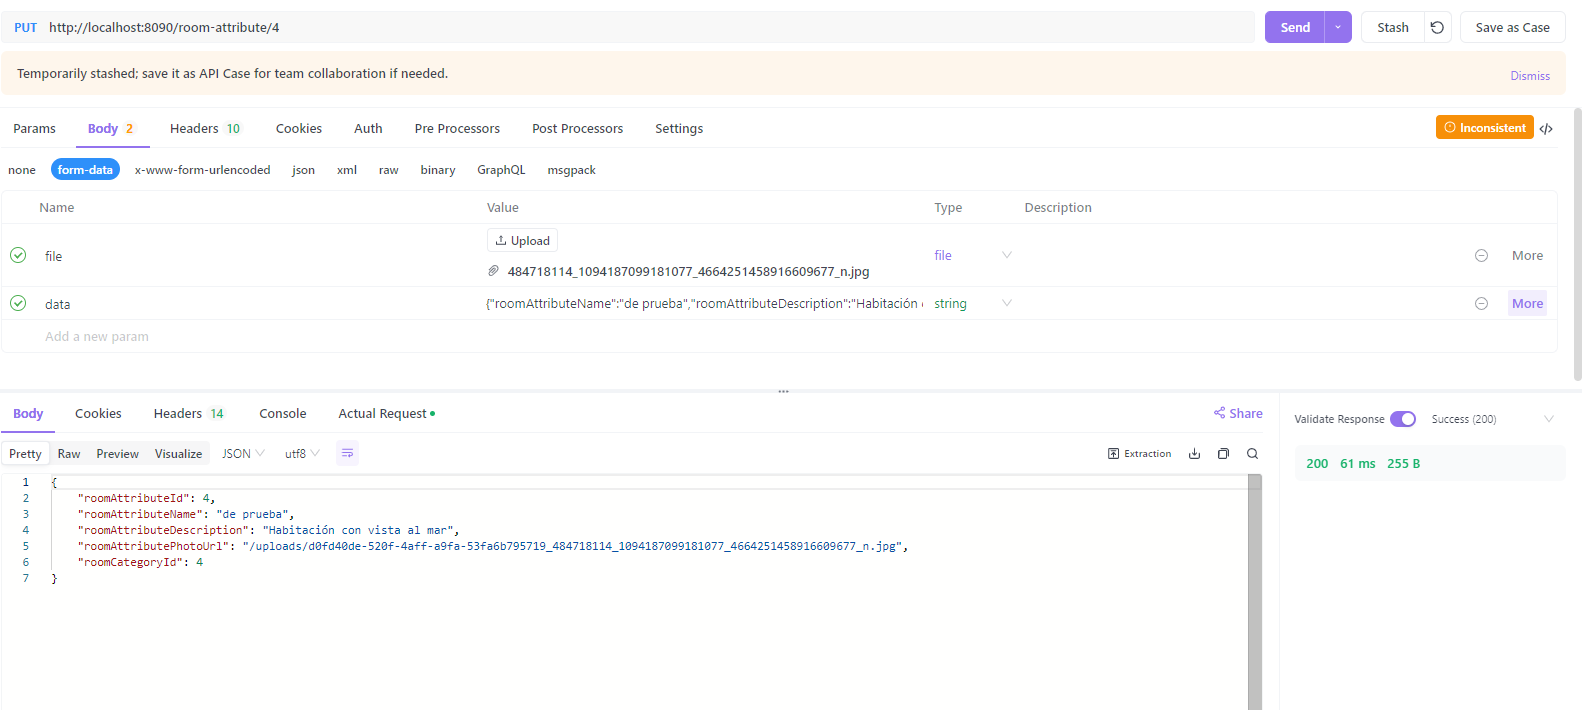 PUT http://localhost:8090/room-attribute/4 Send Stash Save as Case
Temporarily stashed; save it as API Case for team collaboration if needed. Dismiss
Params Body 2 Headers 10 Cookies Auth Pre Processors Post Processors Settings Inconsistent
none form-data x-www-form-urlencoded json xml raw binary GraphQL msgpack
Name Value Type Description
Upload
file 484718114_1094187099181077_4664251458916609677_n.jpg file More
data {"roomAttributeName":"de prueba","roomAttributeDescription":"Habitación string More
Add a new param
Body Cookies Headers 14 Console Actual Request Share
Validate Response Success (200)
Pretty Raw Preview Visualize JSON utf8 Extraction
200 61 ms 255 B
1 {
2 "roomAttributeId": 4,
3 "roomAttributeName": "de prueba",
4 "roomAttributeDescription": "Habitación con vista al mar",
5 "roomAttributePhotoUrl": "/uploads/d0fd40de-520f-4aff-a9fa-53fa6b795719_484718114_1094187099181077_4664251458916609677_n.jpg",
6 "roomCategoryId": 4
7 }